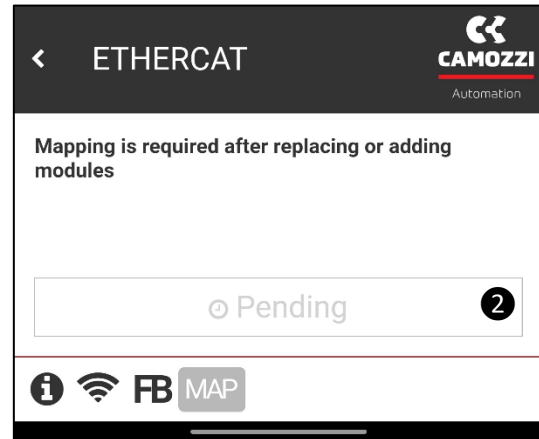 ETHERCAT
CAMOZZI
Automation
Mapping is required after replacing or adding
modules
Pending
2
FB MAP